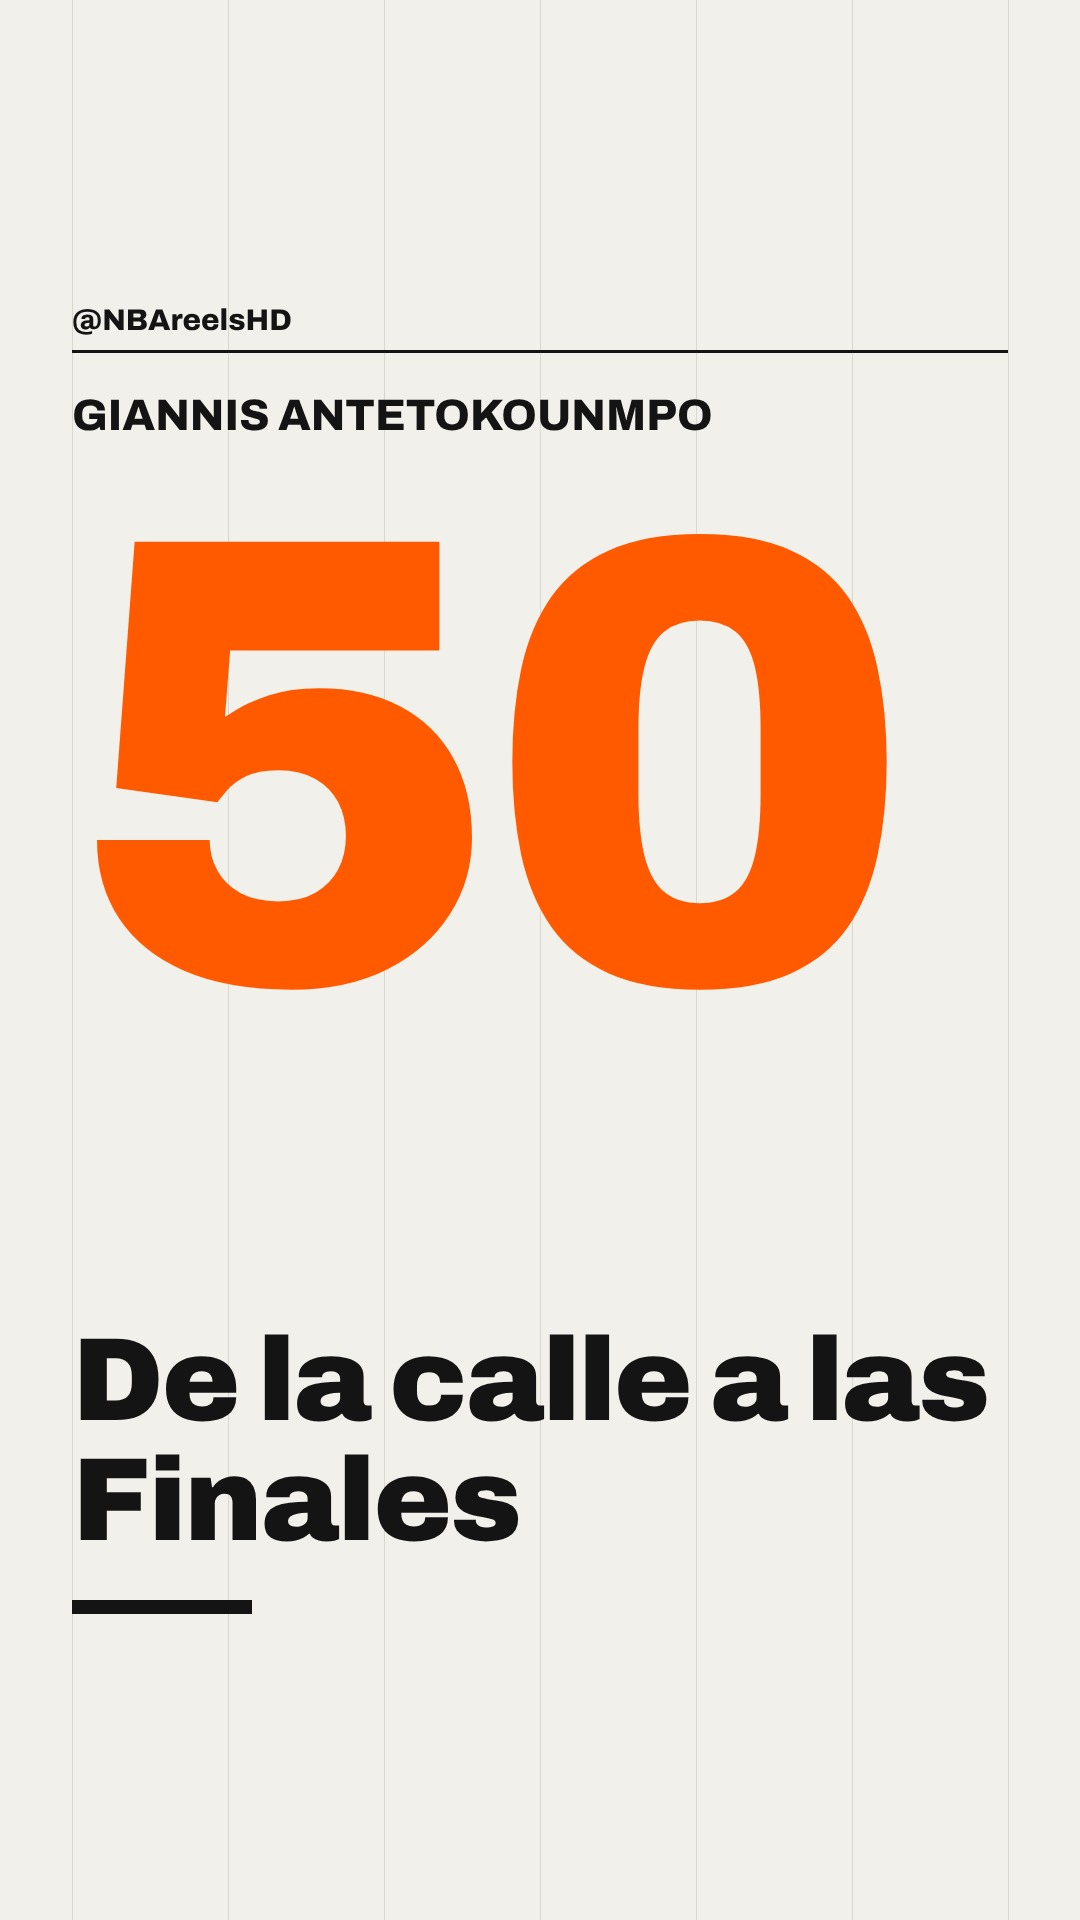 @NBAreelsHD
GIANNIS ANTETOKOUNMPO
50
De la calle a las
Finales